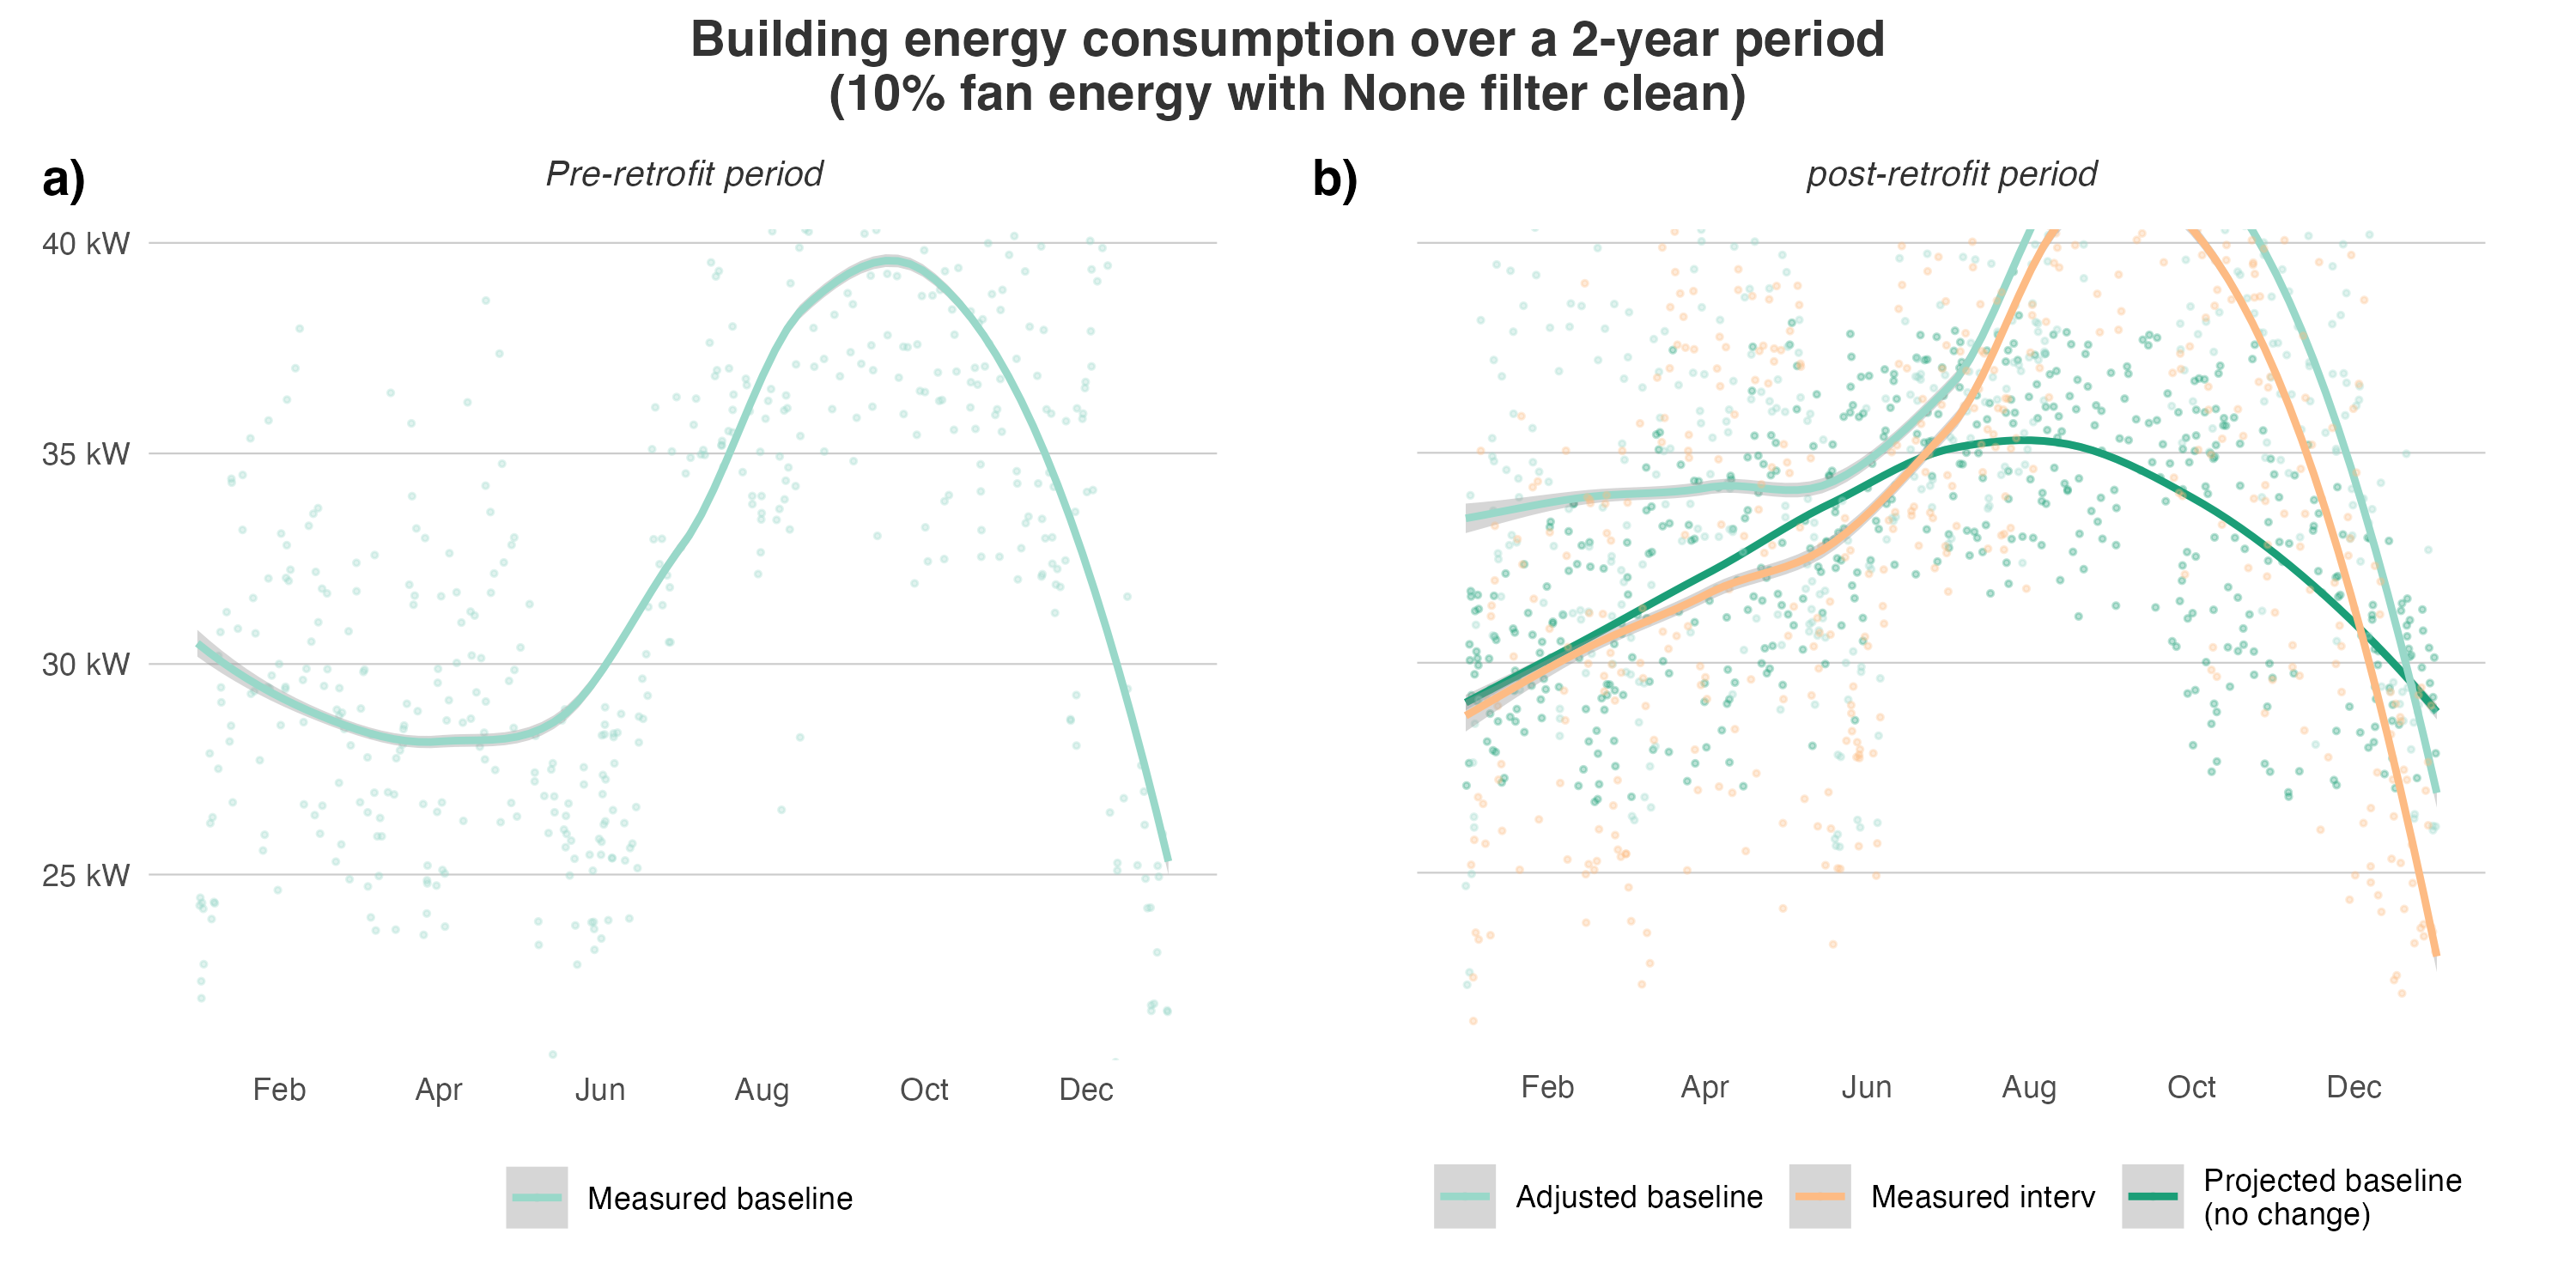 Building energy consumption over a 2-year period
(10% fan energy with None filter clean)
a)
Pre-retrofit period
40 kW
35 kW
30 kW
25 kW
Feb Apr Jun Aug Oct Dec
Measured baseline
b)
post-retrofit period
Feb Apr Jun Aug Oct Dec
Adjusted baseline
Measured interv
Projected baseline
(no change)